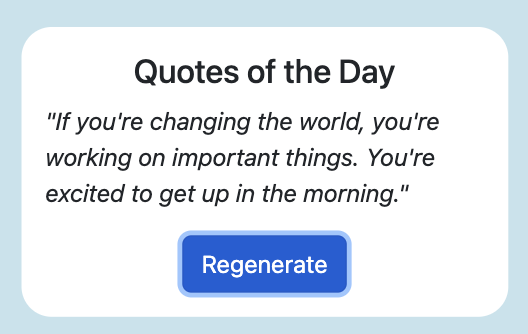 Quotes of the Day
"If you're changing the world, you're
working on important things. You're
excited to get up in the morning."
Regenerate